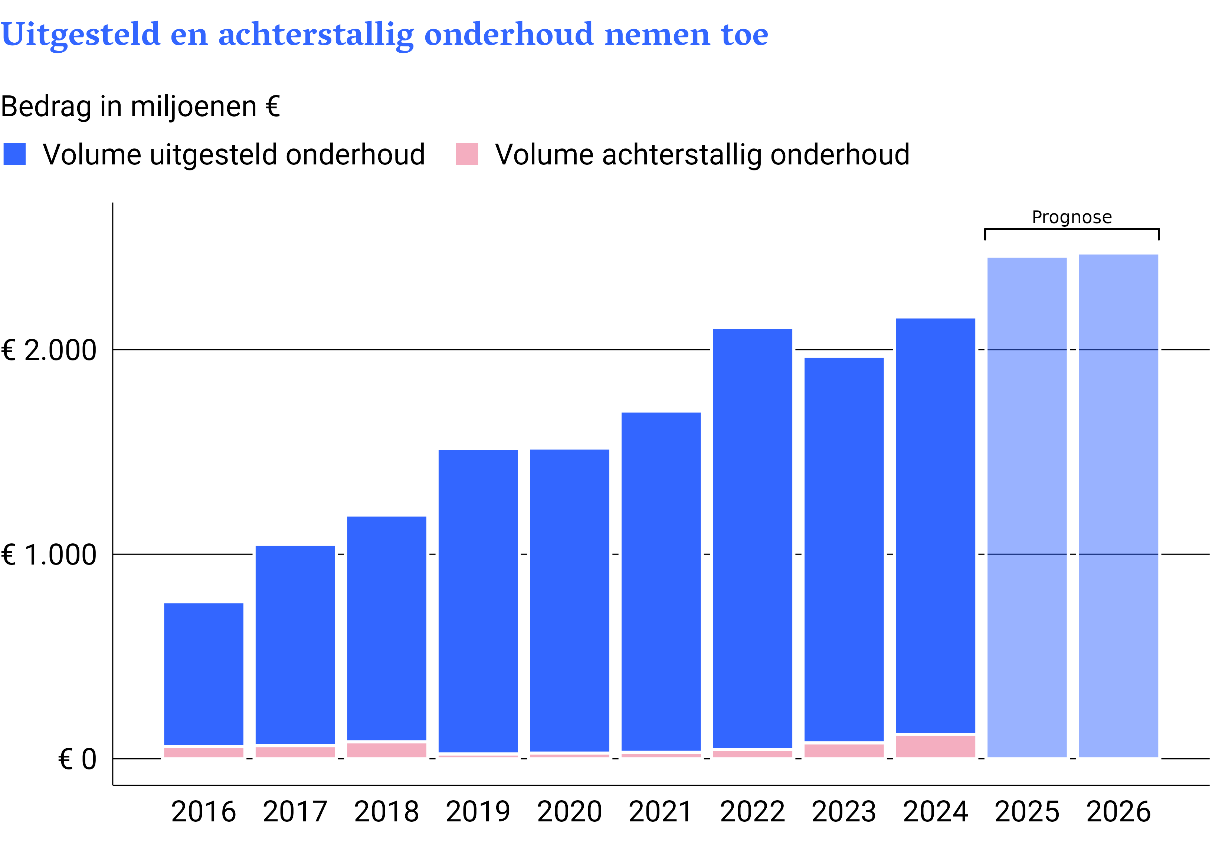 Uitgesteld en achterstallig onderhoud nemen toe
Bedrag in miljoenen €
Volume uitgesteld onderhoud Volume achterstallig onderhoud
Prognose
€ 2.000
€ 1.000
€ 0
2016 2017 2018 2019 2020 2021 2022 2023 2024 2025 2026